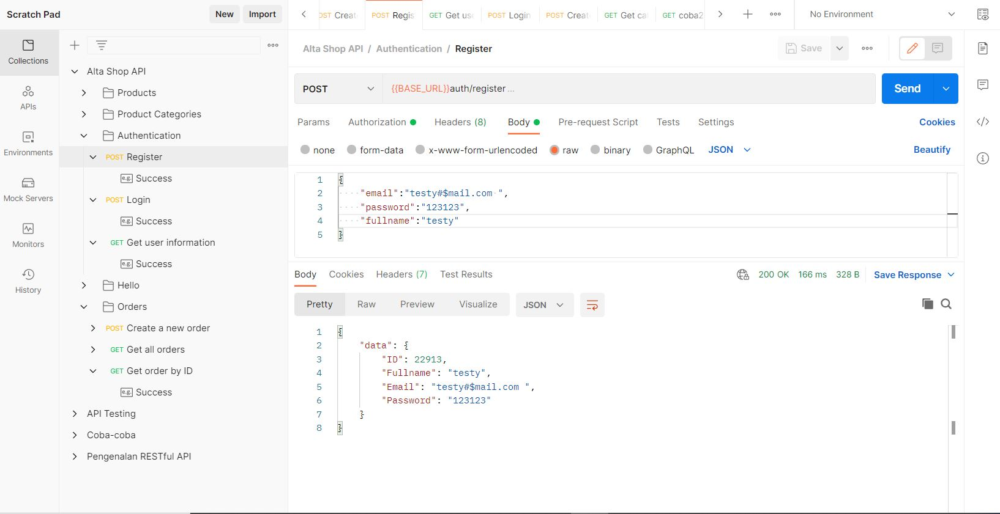 Scratch Pad
New
Import
Collections
APIs
Environments
Mock Servers
Monitors
History
Alta Shop API
Products
Product Categories
Authentication
POST Register
e.g. Success
POST Login
e.g. Success
GET Get user information
e.g. Success
Hello
Orders
POST Create a new order
GET Get all orders
GET Get order by ID
e.g. Success
API Testing
Coba-coba
Pengenalan RESTful API
OST Create
POST Regis
GET Get use
POST Login
POST Creat
GET Get ca
GET coba2
No Environment
Alta Shop API / Authentication / Register
Save
POST
{{BASE_URL}}auth/register ...
Send
Params
Authorization
Headers (8)
Body
Pre-request Script
Tests
Settings
Cookies
none
form-data
x-www-form-urlencoded
raw
binary
GraphQL
JSON
Beautify
1 {
2 "email":"testy#$mail.com ",
3 "password":"123123",
4 "fullname":"testy"
5 }
Body
Cookies
Headers (7)
Test Results
200 OK
166 ms
328 B
Save Response
Pretty
Raw
Preview
Visualize
JSON
1 {
2 "data": {
3 "ID": 22913,
4 "Fullname": "testy",
5 "Email": "testy#$mail.com ",
6 "Password": "123123"
7 }
8 }